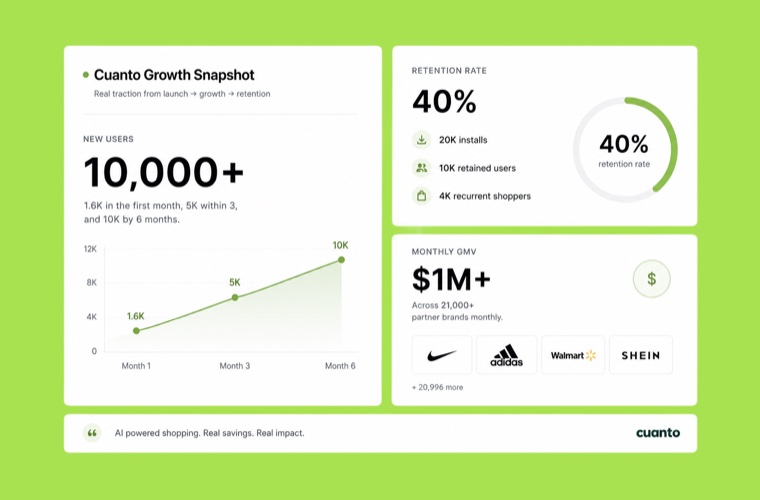 Cuanto Growth Snapshot
Real traction from launch → growth → retention
NEW USERS
10,000+
1.6K in the first month, 5K within 3,
and 10K by 6 months.
12K
8K
4K
0
1.6K
5K
10K
Month 1
Month 3
Month 6
RETENTION RATE
40%
20K installs
10K retained users
4K recurrent shoppers
40%
retention rate
MONTHLY GMV
$1M+
Across 21,000+
partner brands monthly.
$
adidas
Walmart
SHEIN
+ 20,996 more
AI powered shopping. Real savings. Real impact.
cuanto